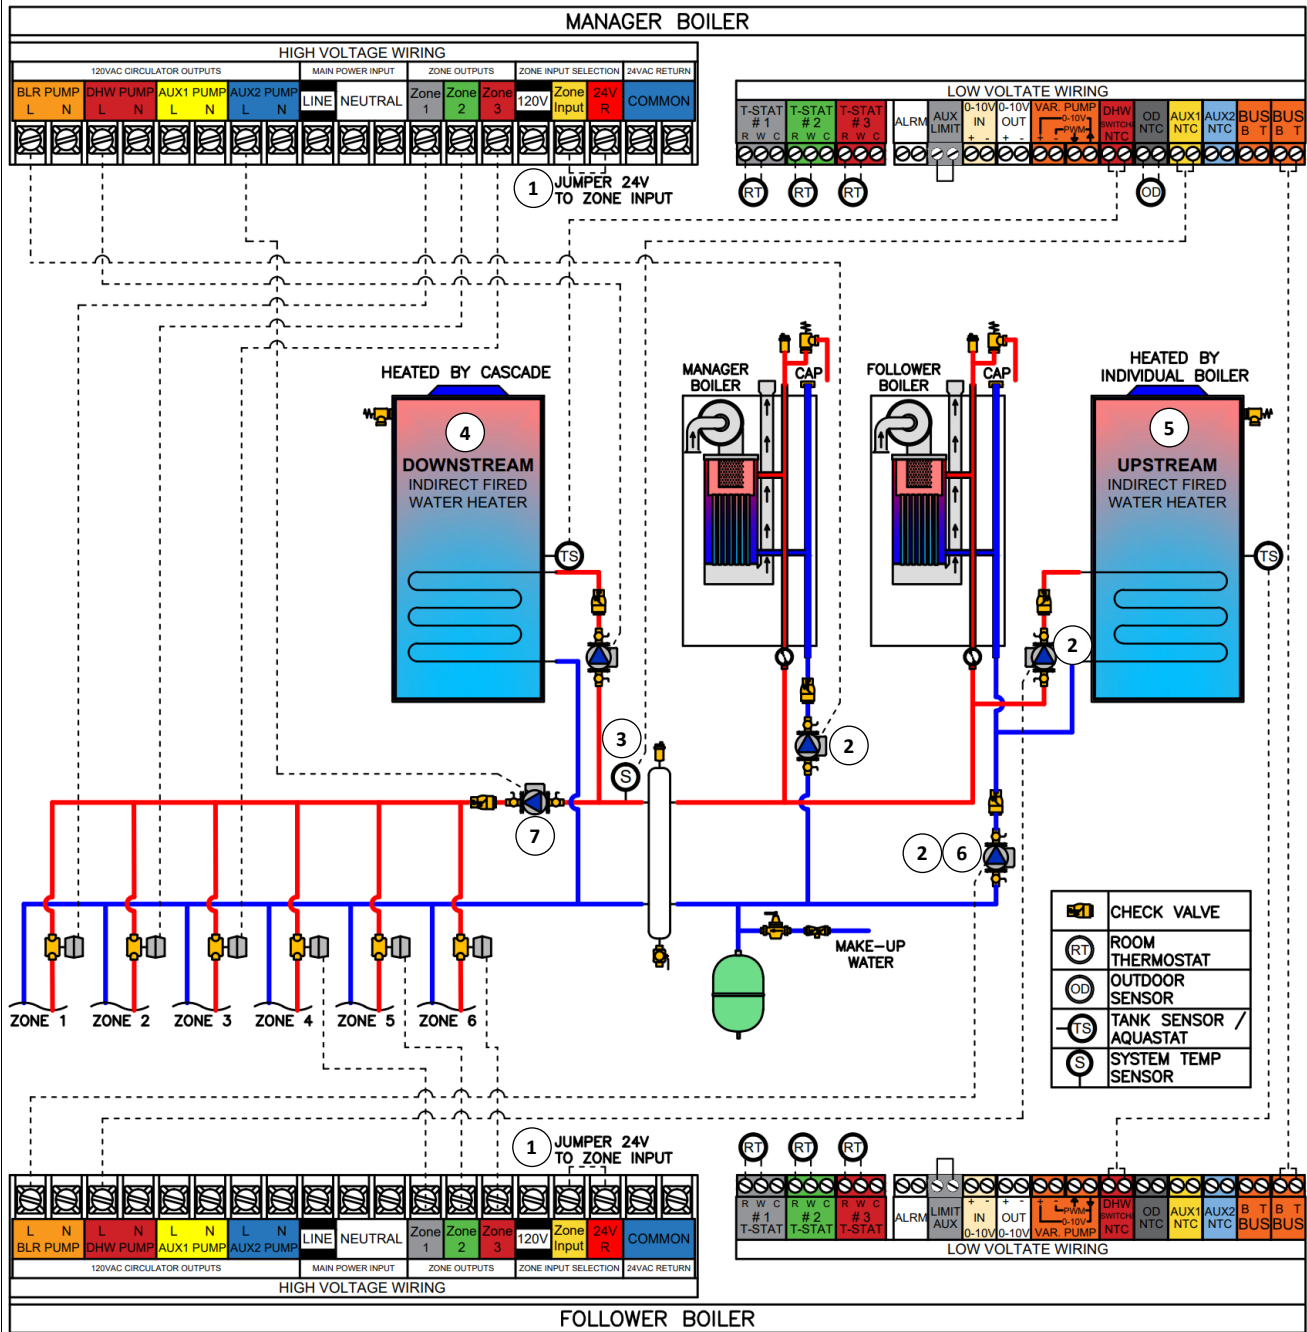 MANAGER BOILER
HIGH VOLTAGE WIRING
120VAC CIRCULATOR OUTPUTS MAIN POWER INPUT ZONE OUTPUTS ZONE INPUT SELECTION 24VAC RETURN
BLR PUMP DHW PUMP AUX1 PUMP AUX2 PUMP LINE NEUTRAL Zone 1 Zone 2 Zone 3 120V Zone Input 24V R COMMON
L N L N L N L N
LOW VOLTATE WIRING
T-STAT # 1 T-STAT # 2 T-STAT # 3 ALRM AUX LIMIT 0-10V IN 0-10V OUT VAR. PUMP 0-10V PWM DHW SWITCH NTC OD NTC AUX1 NTC AUX2 NTC BUS BUS
R W C R W C R W C + - + - + - B T B T
1 JUMPER 24V
TO ZONE INPUT
RT RT RT OD
HEATED BY CASCADE
MANAGER
BOILER
CAP
FOLLOWER
BOILER
CAP
HEATED BY
INDIVIDUAL BOILER
4
DOWNSTREAM
INDIRECT FIRED
WATER HEATER
TS
5
UPSTREAM
INDIRECT FIRED
WATER HEATER
TS
2
3
2
S
7
2 6
MAKE-UP
WATER
ZONE 1 ZONE 2 ZONE 3 ZONE 4 ZONE 5 ZONE 6
CHECK VALVE
RT ROOM
THERMOSTAT
OD OUTDOOR
SENSOR
TS TANK SENSOR /
AQUASTAT
S SYSTEM TEMP
SENSOR
1 JUMPER 24V
TO ZONE INPUT
RT RT RT
L N L N L N L N
BLR PUMP DHW PUMP AUX1 PUMP AUX2 PUMP LINE NEUTRAL Zone 1 Zone 2 Zone 3 120V Zone Input 24V R COMMON
120VAC CIRCULATOR OUTPUTS MAIN POWER INPUT ZONE OUTPUTS ZONE INPUT SELECTION 24VAC RETURN
HIGH VOLTAGE WIRING
R W C R W C R W C + - + - + - B T B T
# 1 T-STAT # 2 T-STAT # 3 T-STAT ALRM LIMIT AUX IN 0-10V OUT 0-10V PWM 0-10V VAR. PUMP DHW SWITCH NTC OD NTC AUX1 NTC AUX2 NTC BUS BUS
LOW VOLTATE WIRING
FOLLOWER BOILER